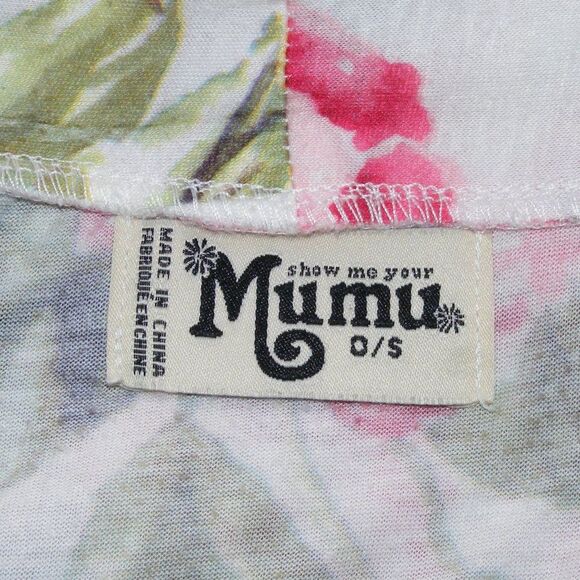 show me your
Mumu
O/S
MADE IN CHINA
FABRIQUÉ EN CHINE